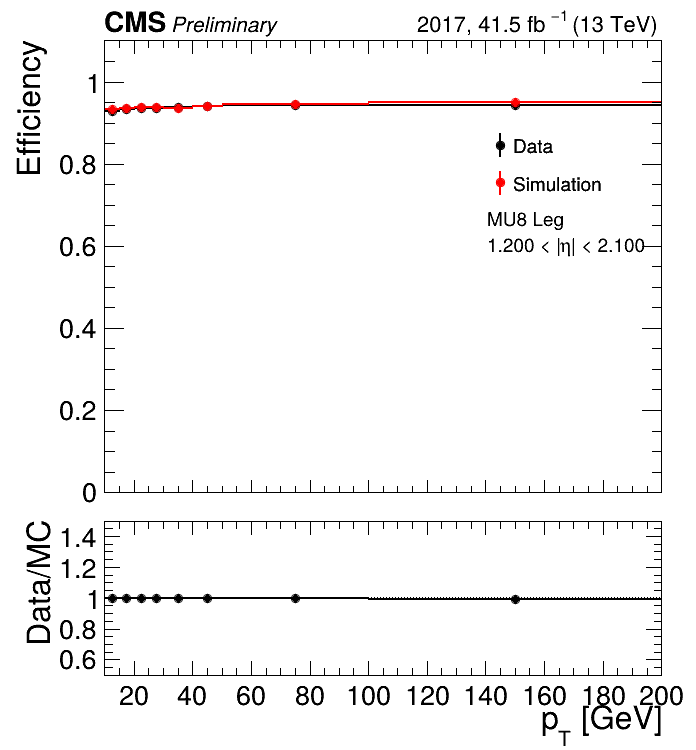 CMS Preliminary 2017, 41.5 fb⁻¹ (13 TeV)
Efficiency
1
0.8
0.6
0.4
0.2
0
Data
Simulation
MU8 Leg
1.200 < |η| < 2.100
Data/MC
1.4
1.2
1
0.8
0.6
20 40 60 80 100 120 140 160 180 200
p_T [GeV]